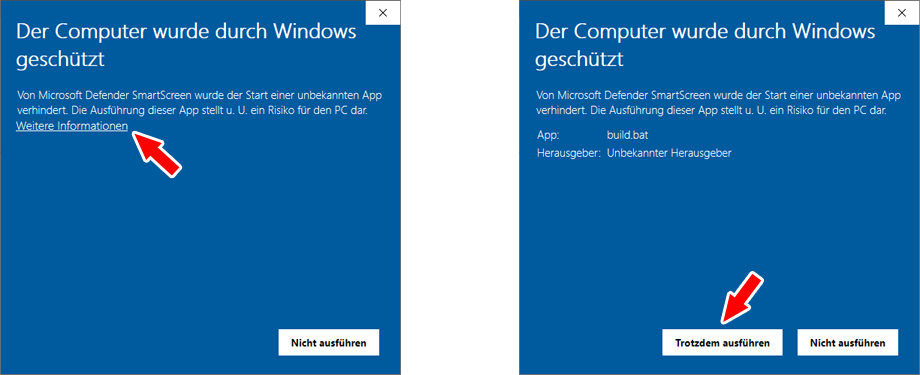 Der Computer wurde durch Windows
geschützt
Von Microsoft Defender SmartScreen wurde der Start einer unbekannten App
verhindert. Die Ausführung dieser App stellt u. U. ein Risiko für den PC dar.
Weitere Informationen
Nicht ausführen
Der Computer wurde durch Windows
geschützt
Von Microsoft Defender SmartScreen wurde der Start einer unbekannten App
verhindert. Die Ausführung dieser App stellt u. U. ein Risiko für den PC dar.
App: build.bat
Herausgeber: Unbekannter Herausgeber
Trotzdem ausführen Nicht ausführen